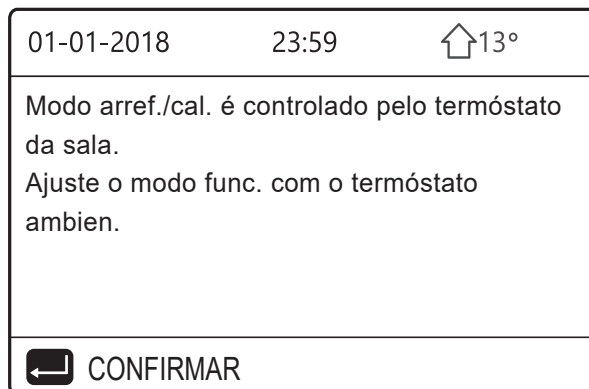 01-01-2018 23:59 13°
Modo arref./cal. é controlado pelo termóstato
da sala.
Ajuste o modo func. com o termóstato
ambien.
CONFIRMAR